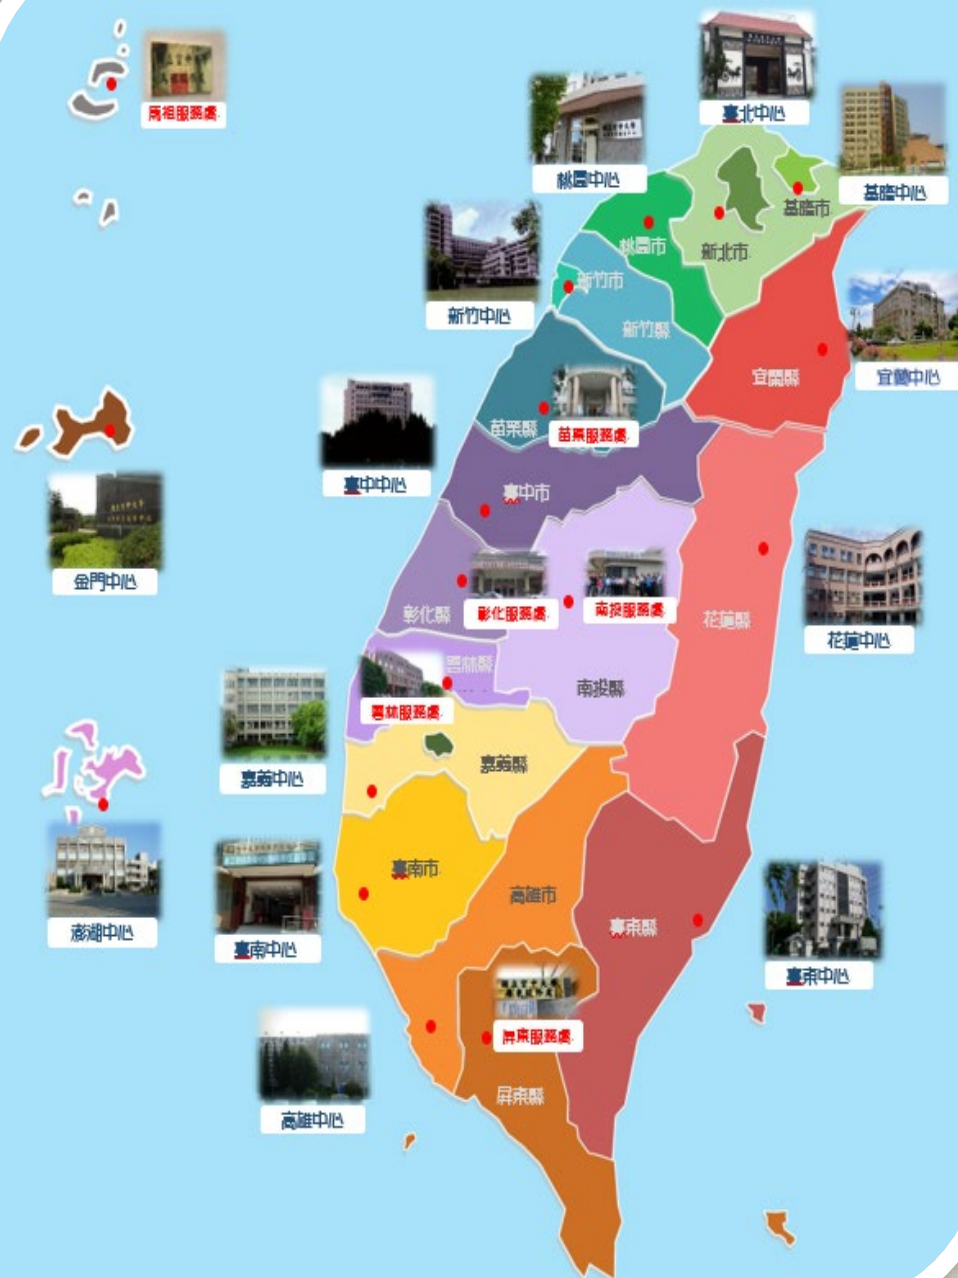 馬祖服務處
臺北中心
桃園中心
基隆中心
基隆市
桃園市
新北市
新竹市
新竹中心
新竹縣
宜蘭縣
宜蘭中心
苗栗縣
苗栗服務處
臺中中心
臺中市
金門中心
彰化縣
彰化服務處
南投服務處
花蓮縣
花蓮中心
雲林縣
南投縣
雲林服務處
嘉義中心
嘉義縣
臺南市
高雄市
臺東縣
澎湖中心
臺南中心
臺東中心
屏東服務處
屏東縣
高雄中心